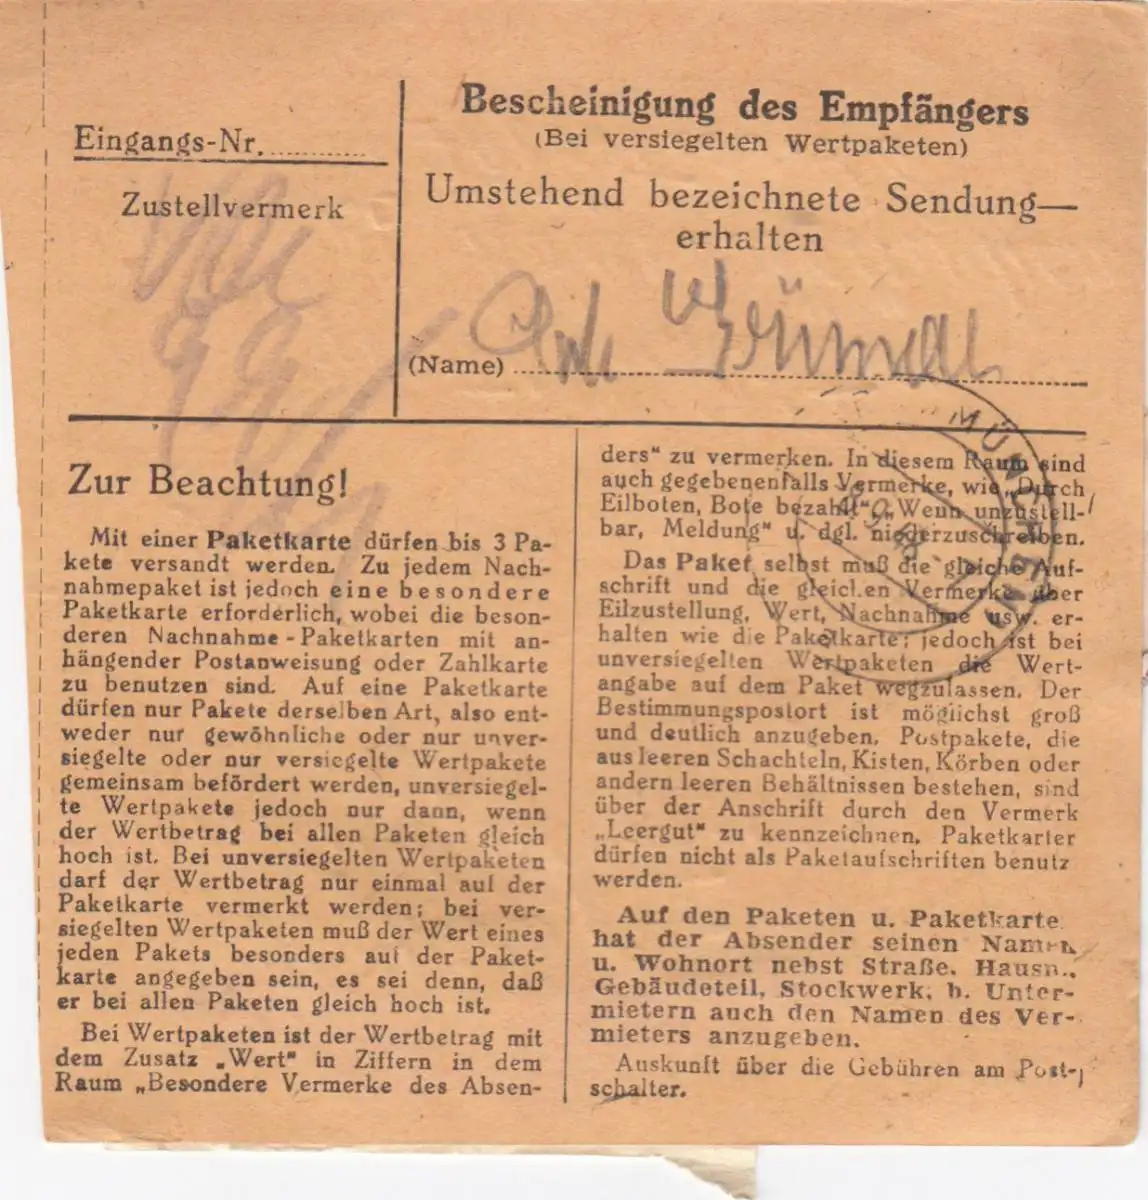 Eingangs-Nr.
Zustellvermerk
Bescheinigung des Empfängers
(Bei versiegelten Wertpaketen)
Umstehend bezeichnete Sendung—
erhalten
(Name)
MÜNCHEN
Zur Beachtung!
Mit einer Paketkarte dürfen bis 3 Pa-
kete versandt werden. Zu jedem Nach-
nahmepaket ist jedoch eine besondere
Paketkarte erforderlich, wobei die beson-
deren Nachnahme-Paketkarten mit an-
hängender Postanweisung oder Zahlkarte
zu benutzen sind. Auf eine Paketkarte
dürfen nur Pakete derselben Art, also ent-
weder nur gewöhnliche oder nur unver-
siegelte oder nur versiegelte Wertpakete
gemeinsam befördert werden, unversiegel-
te Wertpakete jedoch nur dann, wenn
der Wertbetrag bei allen Paketen gleich
hoch ist. Bei unversiegelten Wertpaketen
darf der Wertbetrag nur einmal auf der
Paketkarte vermerkt werden; bei ver-
siegelten Wertpaketen muß der Wert eines
jeden Pakets besonders auf der Paket-
karte angegeben sein, es sei denn, daß
er bei allen Paketen gleich hoch ist.
Bei Wertpaketen ist der Wertbetrag mit
dem Zusatz „Wert" in Ziffern in dem
Raum „Besondere Vermerke des Absen-
ders" zu vermerken. In diesem Raum sind
auch gegebenenfalls Vermerke, wie „Durch
Eilboten, Bote bezahlt", „Wenn unzustell-
bar, Meldung" u. dgl. niederzuschreiben.
Das Paket selbst muß die gleiche Auf-
schrift und die gleichen Vermerke über
Eilzustellung, Wert, Nachnahme usw. er-
halten wie die Paketkarte; jedoch ist bei
unversiegelten Wertpaketen die Wert-
angabe auf dem Paket wegzulassen. Der
Bestimmungspostort ist möglichst groß
und deutlich anzugeben. Postpakete, die
aus leeren Schachteln, Kisten, Körben oder
andern leeren Behältnissen bestehen, sind
über der Anschrift durch den Vermerk
„Leergut" zu kennzeichnen. Paketkarten
dürfen nicht als Paketaufschriften benutz
werden.
Auf den Paketen u. Paketkarte
hat der Absender seinen Namen
u. Wohnort nebst Straße, Hausn.,
Gebäudeteil, Stockwerk, b. Unter-
mietern auch den Namen des Ver-
mieters anzugeben.
Auskunft über die Gebühren am Post-
schalter.